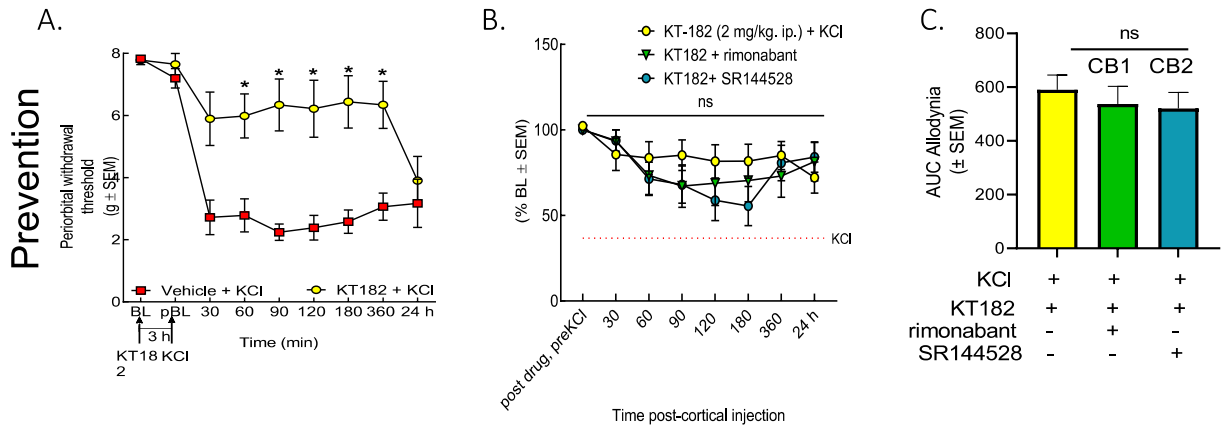 Prevention
A.
Periorbital withdrawal
threshold
(g ± SEM)
8
6
4
2
0
Vehicle + KCl
KT182 + KCl
* * * * * *
BL pBL 30 60 90 120 180 360 24 h
3 h
KT18 KCl
2
Time (min)
B.
KT-182 (2 mg/kg. ip.) + KCl
KT182 + rimonabant
KT182+ SR144528
ns
(% BL ± SEM)
150
100
50
0
KCl
post drug, preKCl
30
60
90
120
180
360
24 h
Time post-cortical injection
C.
ns
CB1 CB2
AUC Allodynia
(± SEM)
800
600
400
200
0
KCl + + +
KT182 + + +
rimonabant - + -
SR144528 - - +